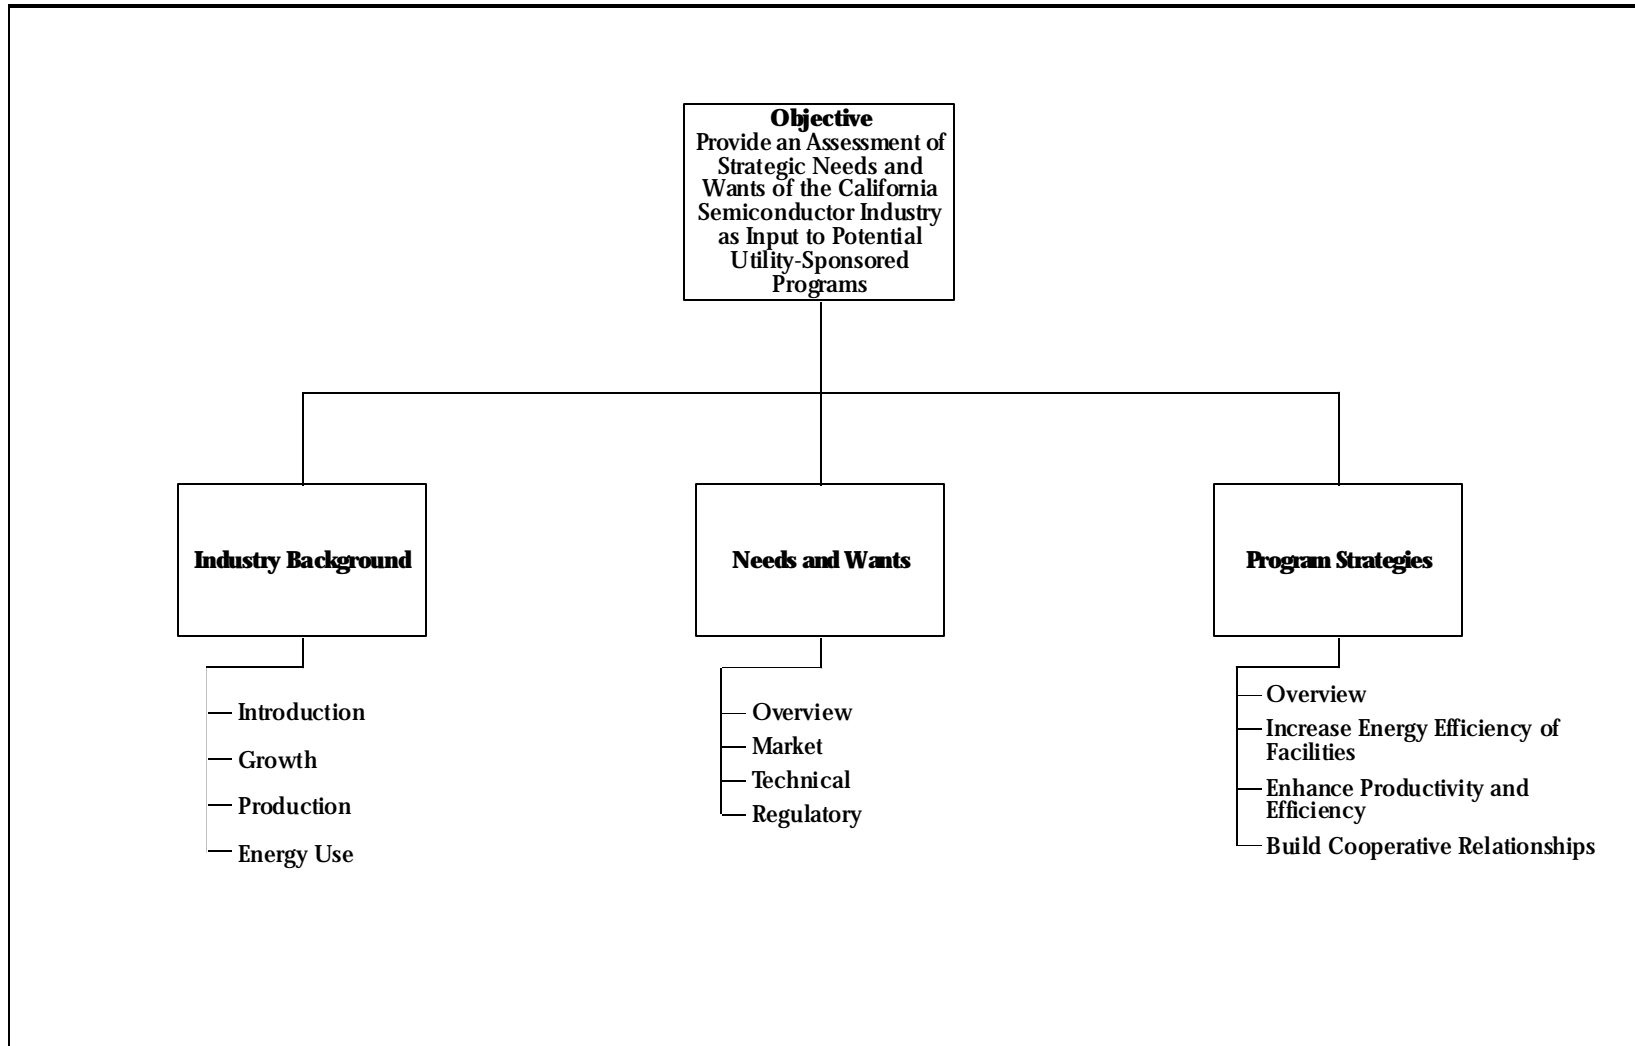 Objective
Provide an Assessment of
Strategic Needs and
Wants of the California
Semiconductor Industry
as Input to Potential
Utility-Sponsored
Programs
Industry Background
Introduction
Growth
Production
Energy Use
Needs and Wants
Overview
Market
Technical
Regulatory
Program Strategies
Overview
Increase Energy Efficiency of
Facilities
Enhance Productivity and
Efficiency
Build Cooperative Relationships